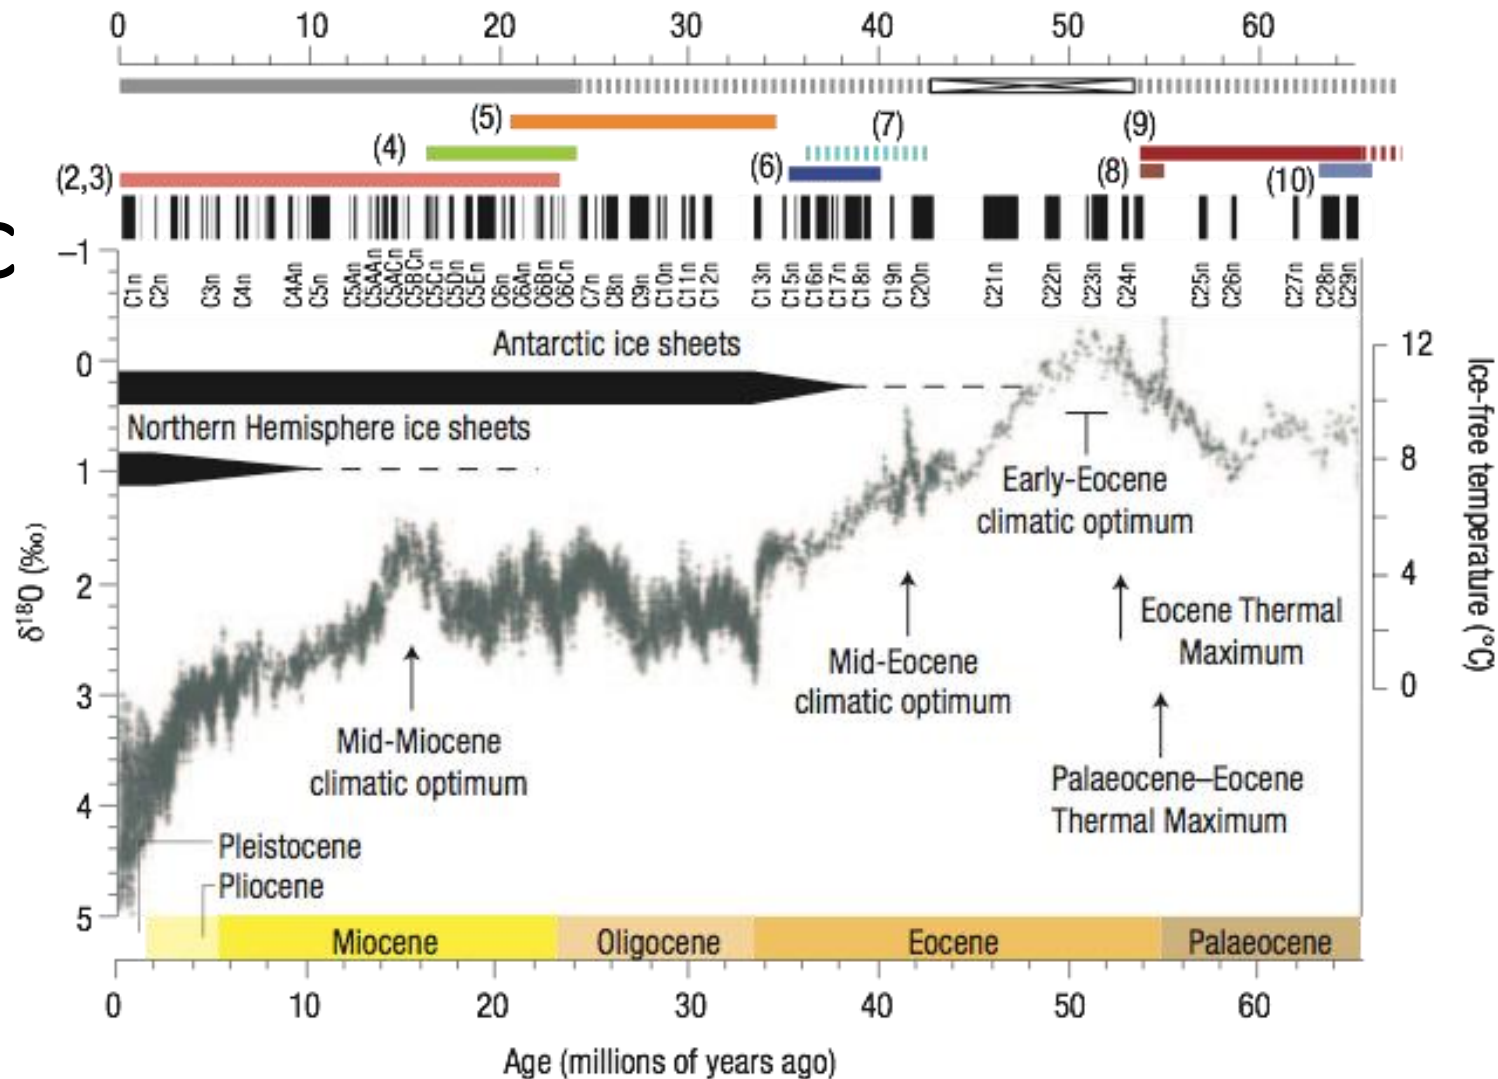 0 10 20 30 40 50 60
(5) (7) (9)
(4) (6) (8)
(2,3) (10)
C
C1n C2n C3n C4n C4An C5n C5An C5AAn C5ACn C5BCn C5Cn C5Dn C5En C6n C6An C6Bn C6Cn C7n C8n C9n C10n C11n C12n C13n C15n C16n C17n C18n C19n C20n C21n C22n C23n C24n C25n C26n C27n C28n C29n
–1
0
1
2
3
4
5
δ¹⁸O (‰)
12
8
4
0
Ice-free temperature (°C)
Antarctic ice sheets
Northern Hemisphere ice sheets
Early-Eocene
climatic optimum
Eocene Thermal
Maximum
Mid-Eocene
climatic optimum
Mid-Miocene
climatic optimum
Palaeocene–Eocene
Thermal Maximum
Pleistocene
Pliocene
Miocene Oligocene Eocene Palaeocene
0 10 20 30 40 50 60
Age (millions of years ago)